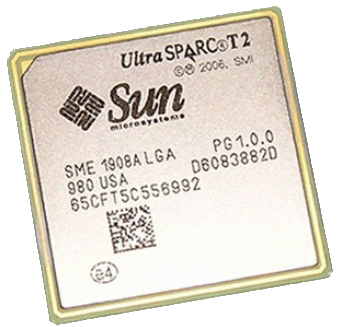 UltraSPARC® T2
© 2006, SMI
Sun
microsystems
SME 1908A LGA PG1.0.0
980 USA D6083882D
65CFT5C556992
e4